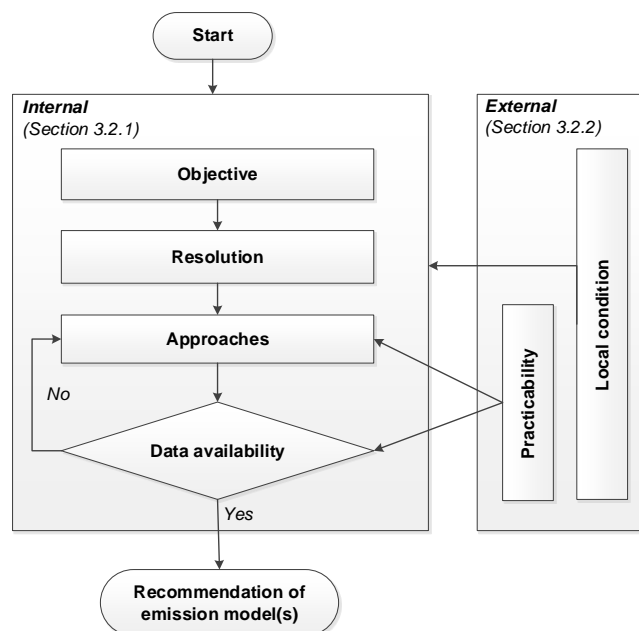 Start
Internal
(Section 3.2.1)
Objective
Resolution
Approaches
No
Data availability
Yes
Recommendation of
emission model(s)
External
(Section 3.2.2)
Practicability
Local condition